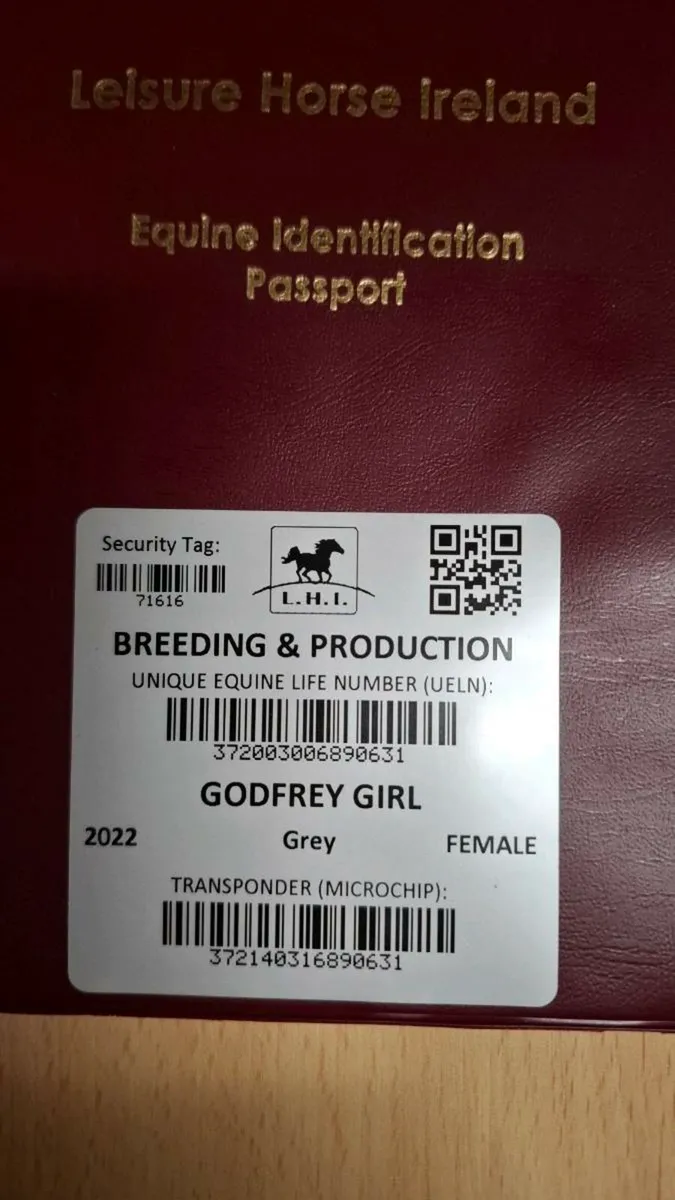 Leisure Horse Ireland
Equine Identification
Passport
Security Tag:
71616
L.H.I.
BREEDING & PRODUCTION
UNIQUE EQUINE LIFE NUMBER (UELN):
372003006890631
GODFREY GIRL
2022 Grey FEMALE
TRANSPONDER (MICROCHIP):
372140316890631